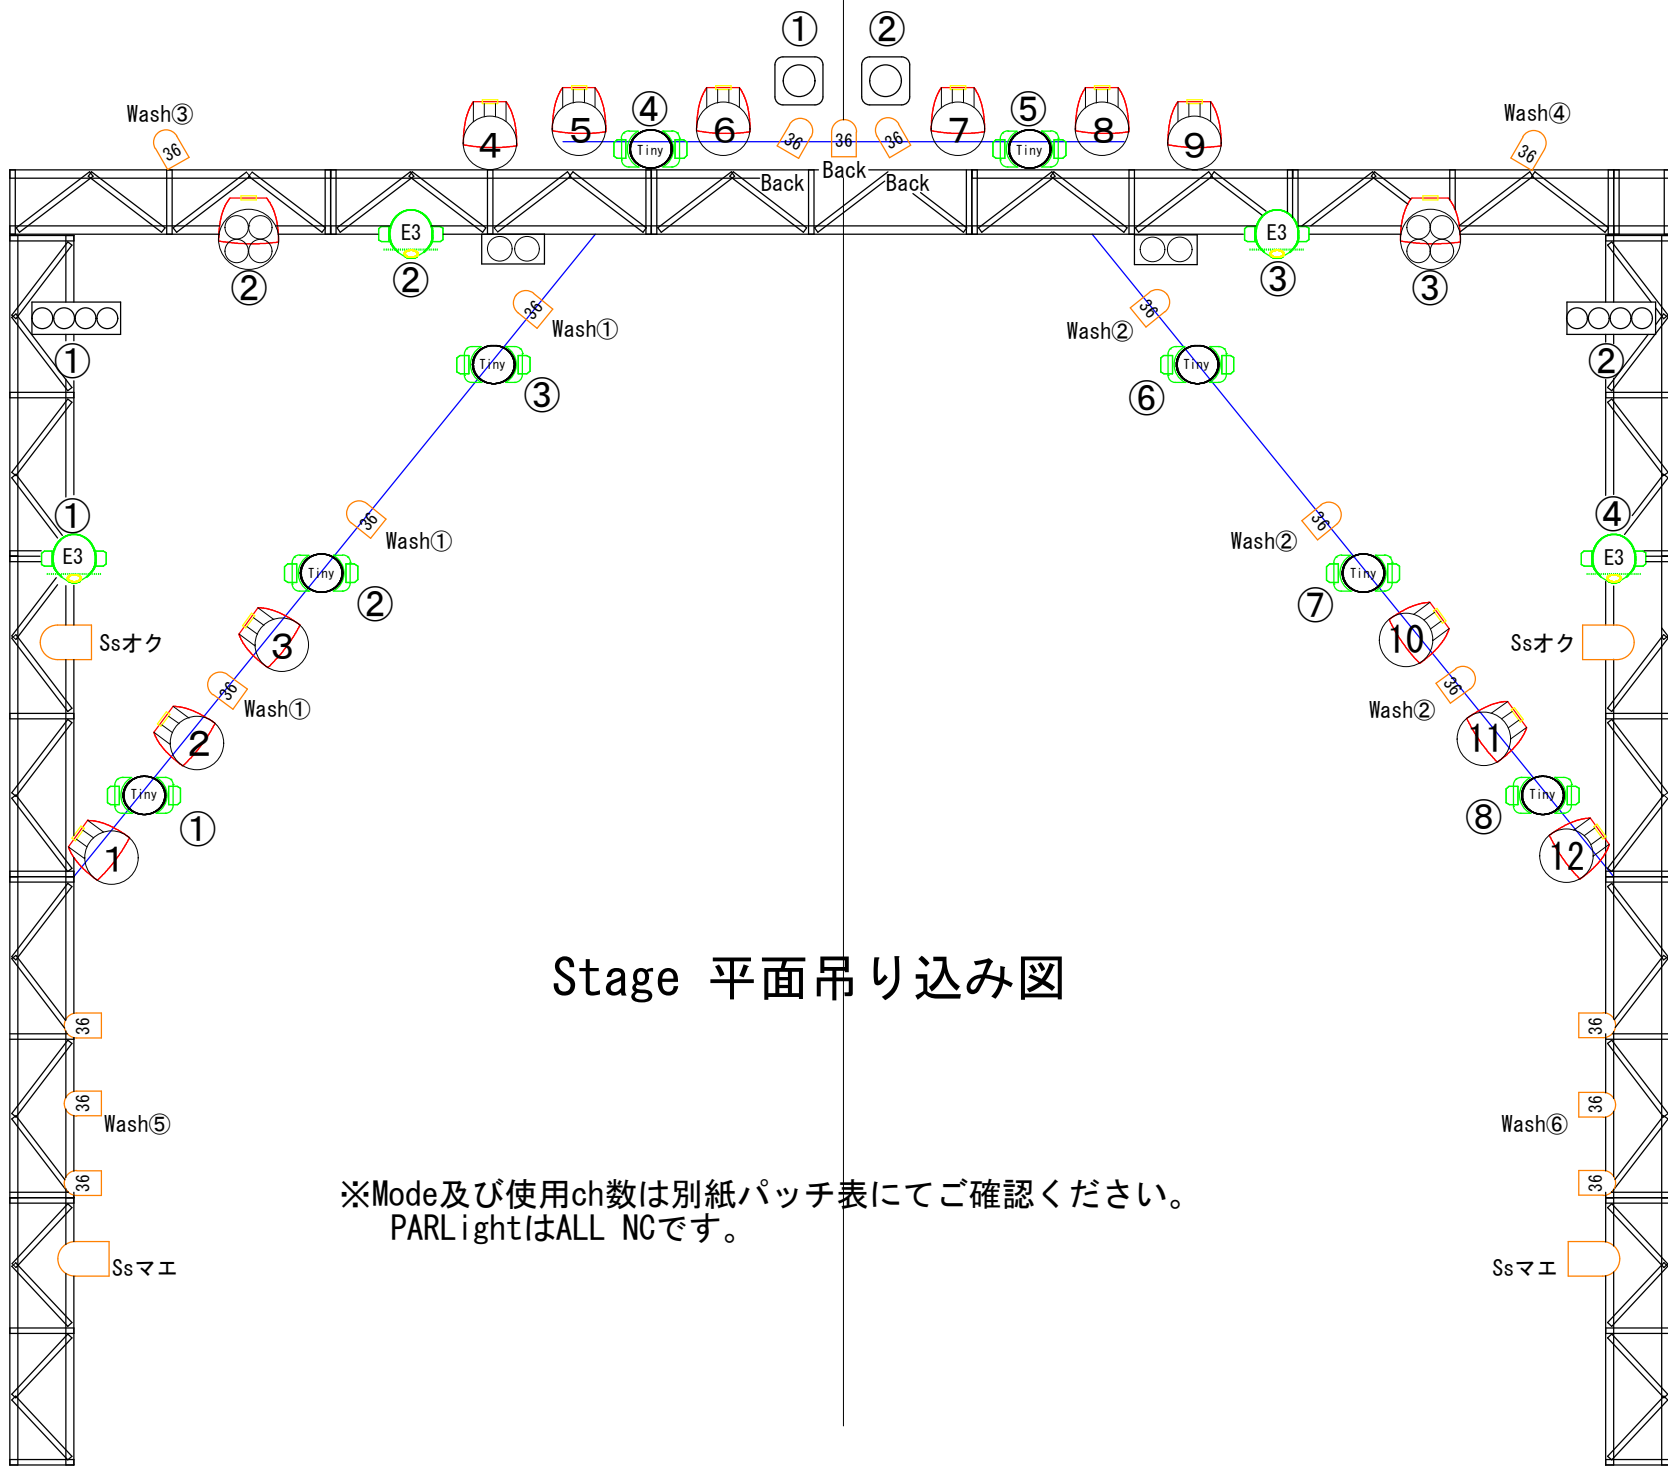 ① ②
Wash③ 36 4 5 ④ Tiny 6 36 36 36 7 ⑤ Tiny 8 9 36 Wash④
Back Back Back
② E3 ② E3 ③ ③
36 Wash① Wash② 36
① Tiny ③ ⑥ Tiny ②
36 Wash① Wash② 36
① E3 Tiny ② ⑦ Tiny ④ E3
Ssオク 3 10 Ssオク
36 Wash① Wash② 36
2 11
Tiny ① ⑧ Tiny
1 12
Stage 平面吊り込み図
36 36
36 Wash⑤ Wash⑥ 36
36 36
※Mode及び使用ch数は別紙パッチ表にてご確認ください。
PARLightはALL NCです。
Ssマエ Ssマエ